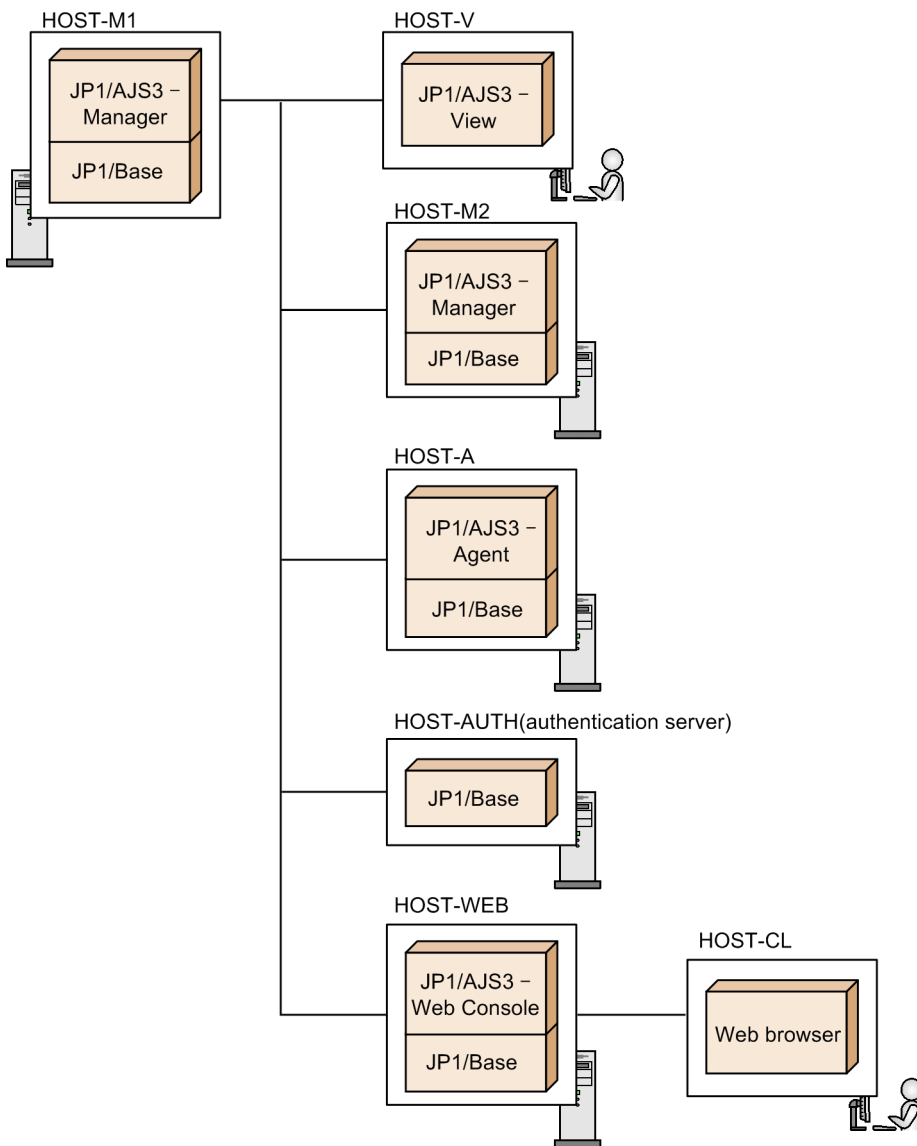 HOST-M1
JP1/AJS3 –
Manager
JP1/Base
HOST-V
JP1/AJS3 –
View
HOST-M2
JP1/AJS3 –
Manager
JP1/Base
HOST-A
JP1/AJS3 –
Agent
JP1/Base
HOST-AUTH(authentication server)
JP1/Base
HOST-WEB
JP1/AJS3 –
Web Console
JP1/Base
HOST-CL
Web browser